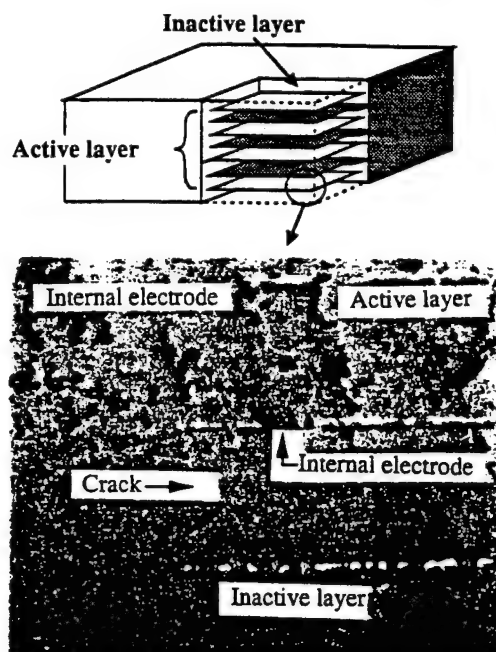 Inactive layer
Active layer
Internal electrode
Active layer
Internal electrode
Crack
Inactive layer